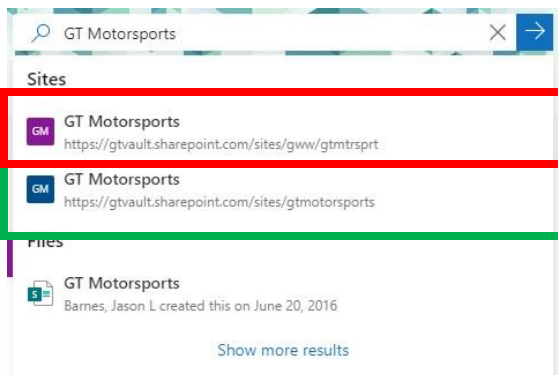 GT Motorsports
Sites
GM
GT Motorsports
https://gtvault.sharepoint.com/sites/gww/gtmtrsprt
GM
GT Motorsports
https://gtvault.sharepoint.com/sites/gtmotorsports
Files
S
GT Motorsports
Barnes, Jason L created this on June 20, 2016
Show more results